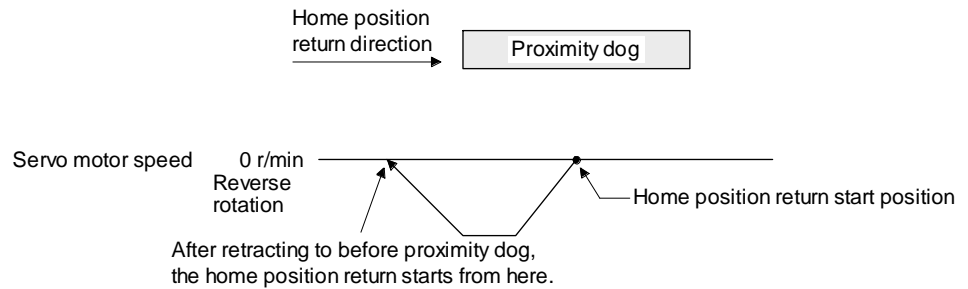 Home position
return direction
Proximity dog
Servo motor speed 0 r/min
Reverse
rotation
Home position return start position
After retracting to before proximity dog,
the home position return starts from here.